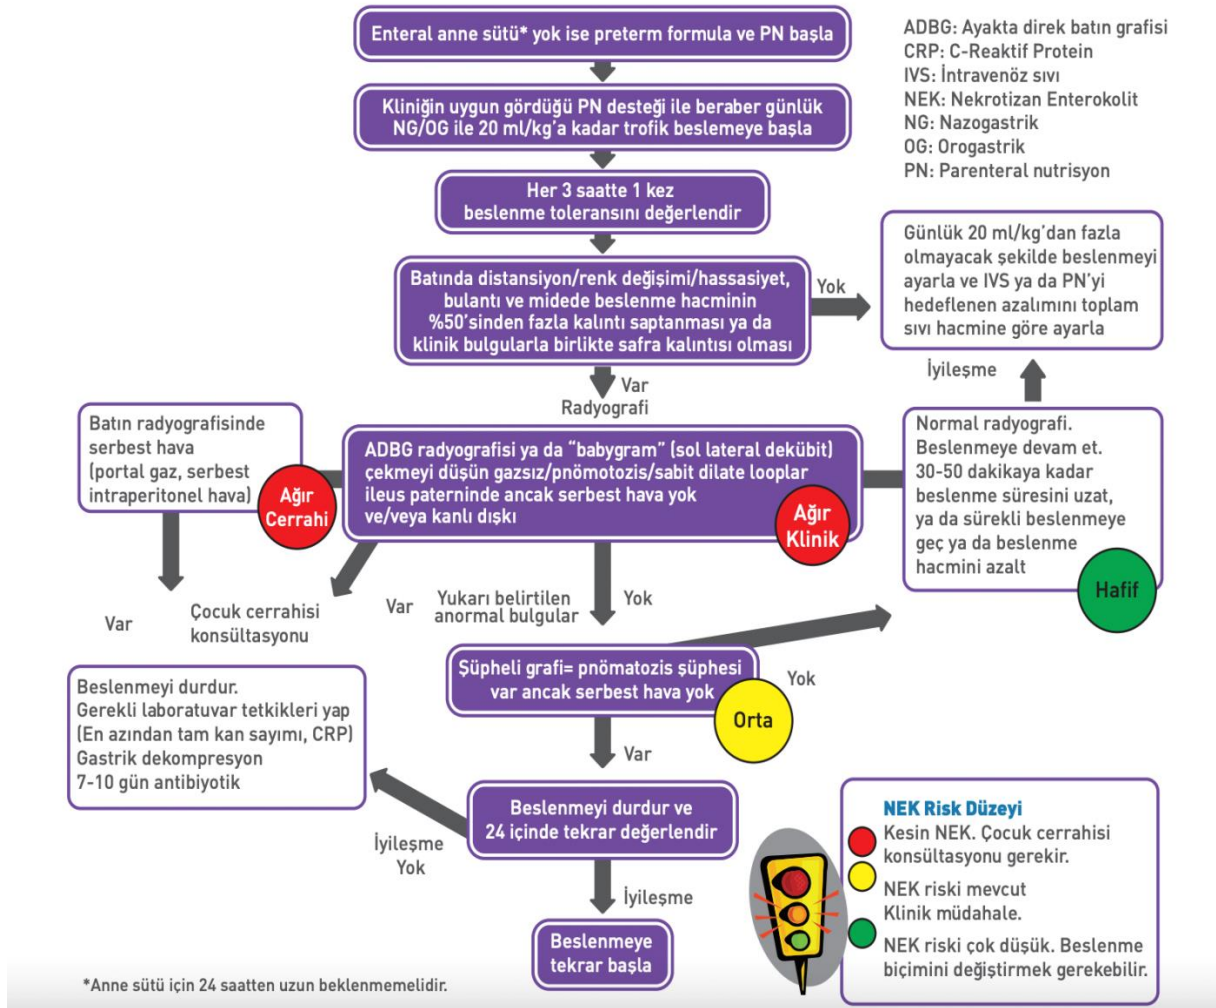 Enteral anne sütü* yok ise preterm formula ve PN başla
Kliniğin uygun gördüğü PN desteği ile beraber günlük
NG/OG ile 20 ml/kg’a kadar trofik beslemeye başla
Her 3 saatte 1 kez
beslenme toleransını değerlendir
Batında distansiyon/renk değişimi/hassasiyet,
bulantı ve midede beslenme hacminin
%50’sinden fazla kalıntı saptanması ya da
klinik bulgularla birlikte safra kalıntısı olması
ADBG: Ayakta direk batın grafisi
CRP: C-Reaktif Protein
IVS: İntravenöz sıvı
NEK: Nekrotizan Enterokolit
NG: Nazogastrik
OG: Orogastrik
PN: Parenteral nutrisyon
Yok
Günlük 20 ml/kg’dan fazla
olmayacak şekilde beslenmeyi
ayarla ve IVS ya da PN’yi
hedeflenen azalımını toplam
sıvı hacmine göre ayarla
İyileşme
Var
Radyografi
Batın radyografisinde
serbest hava
(portal gaz, serbest
intraperitonel hava)
Ağır
Cerrahi
ADBG radyografisi ya da “babygram” (sol lateral dekübit)
çekmeyi düşün gazsız/pnömotozis/sabit dilate looplar
ileus paterninde ancak serbest hava yok
ve/veya kanlı dışkı
Ağır
Klinik
Normal radyografi.
Beslenmeye devam et.
30-50 dakikaya kadar
beslenme süresini uzat,
ya da sürekli beslenmeye
geç ya da beslenme
hacmini azalt
Hafif
Var
Çocuk cerrahisi
konsültasyonu
Var
Yukarı belirtilen
anormal bulgular
Yok
Şüpheli grafi= pnömatozis şüphesi
var ancak serbest hava yok
Orta
Yok
Beslenmeyi durdur.
Gerekli laboratuvar tetkikleri yap
(En azından tam kan sayımı, CRP)
Gastrik dekompresyon
7-10 gün antibiyotik
Var
Beslenmeyi durdur ve
24 içinde tekrar değerlendir
İyileşme
Yok
İyileşme
Beslenmeye
tekrar başla
NEK Risk Düzeyi
Kesin NEK. Çocuk cerrahisi
konsültasyonu gerekir.
NEK riski mevcut
Klinik müdahale.
NEK riski çok düşük. Beslenme
biçimini değiştirmek gerekebilir.
*Anne sütü için 24 saatten uzun beklenmemelidir.